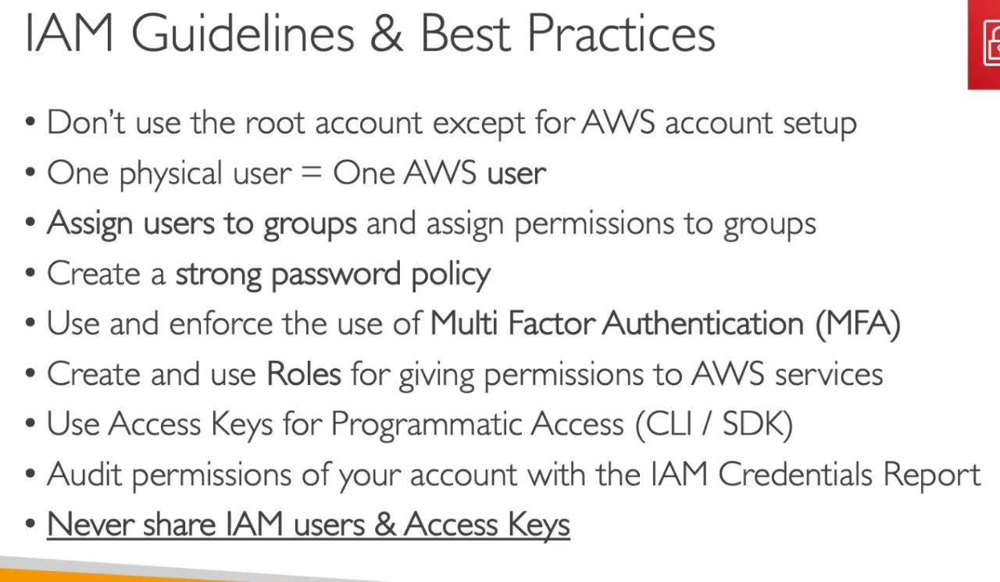 IAM Guidelines & Best Practices
• Don’t use the root account except for AWS account setup
• One physical user = One AWS user
• Assign users to groups and assign permissions to groups
• Create a strong password policy
• Use and enforce the use of Multi Factor Authentication (MFA)
• Create and use Roles for giving permissions to AWS services
• Use Access Keys for Programmatic Access (CLI / SDK)
• Audit permissions of your account with the IAM Credentials Report
• Never share IAM users & Access Keys